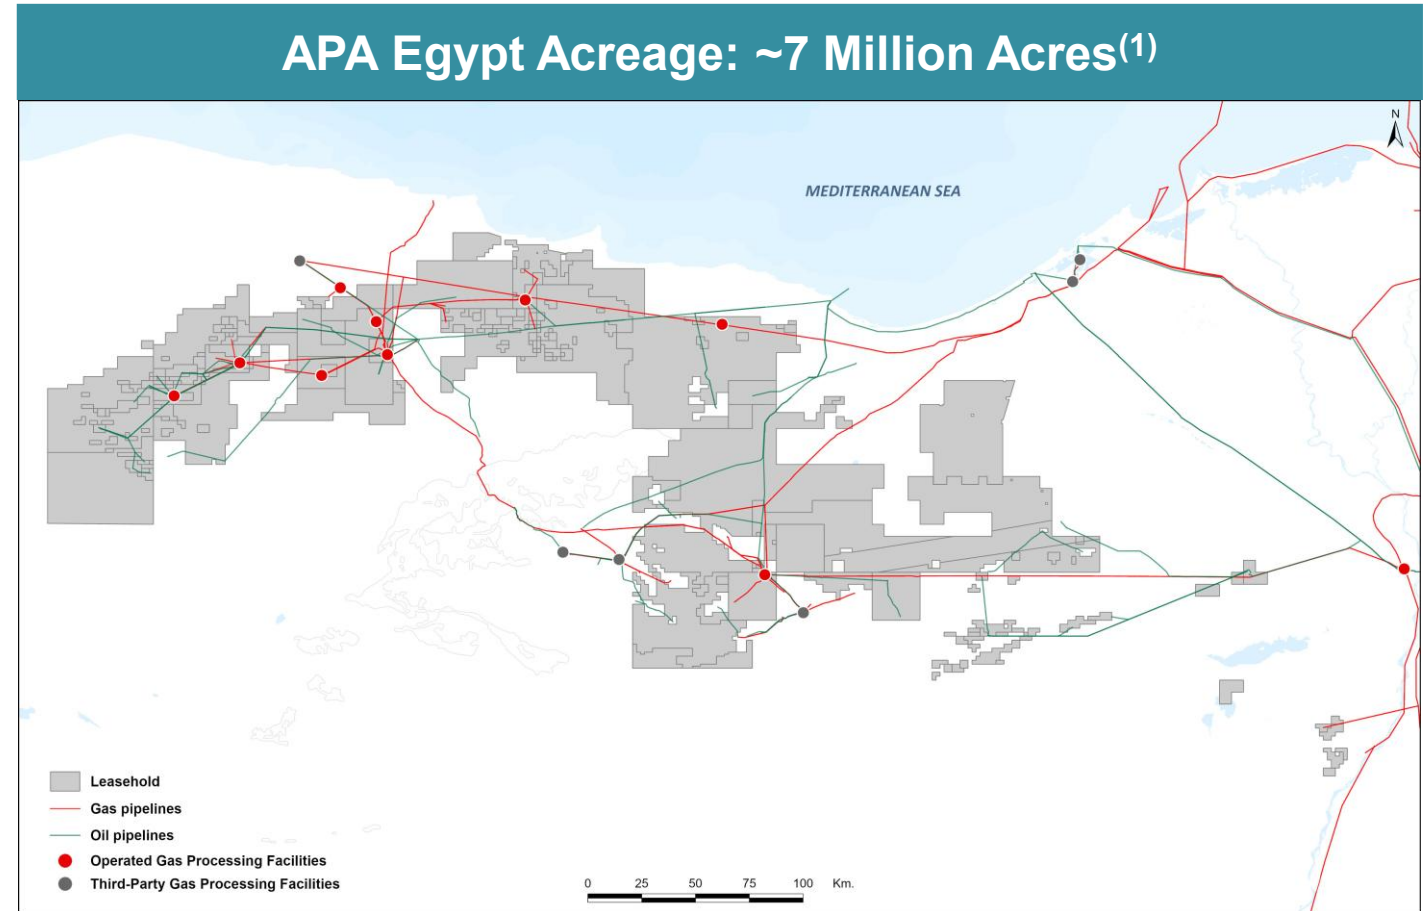 APA Egypt Acreage: ~7 Million Acres(1)
N
MEDITERRANEAN SEA
Leasehold
Gas pipelines
Oil pipelines
Operated Gas Processing Facilities
Third-Party Gas Processing Facilities
0 25 50 75 100 Km.